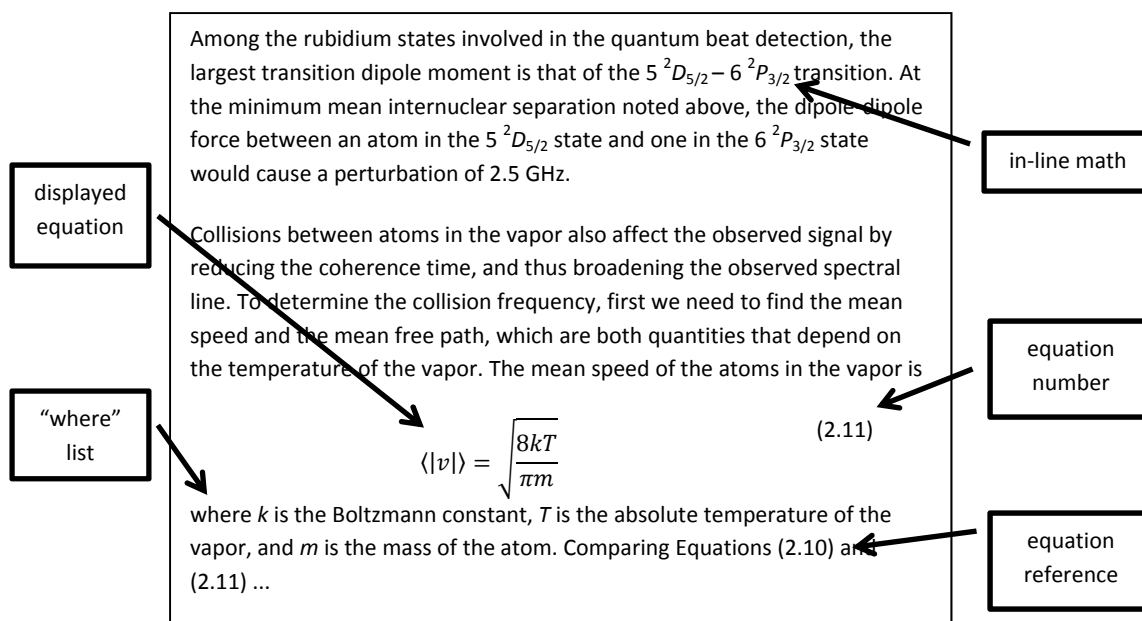 Among the rubidium states involved in the quantum beat detection, the
largest transition dipole moment is that of the 5 ²D₅/₂ – 6 ²P₃/₂ transition. At
the minimum mean internuclear separation noted above, the dipole-dipole
force between an atom in the 5 ²D₅/₂ state and one in the 6 ²P₃/₂ state
would cause a perturbation of 2.5 GHz.
in-line math
displayed
equation
Collisions between atoms in the vapor also affect the observed signal by
reducing the coherence time, and thus broadening the observed spectral
line. To determine the collision frequency, first we need to find the mean
speed and the mean free path, which are both quantities that depend on
the temperature of the vapor. The mean speed of the atoms in the vapor is
equation
number
"where"
list
⟨|v|⟩ = √(8kT/πm) (2.11)
where k is the Boltzmann constant, T is the absolute temperature of the
vapor, and m is the mass of the atom. Comparing Equations (2.10) and
(2.11) ...
equation
reference